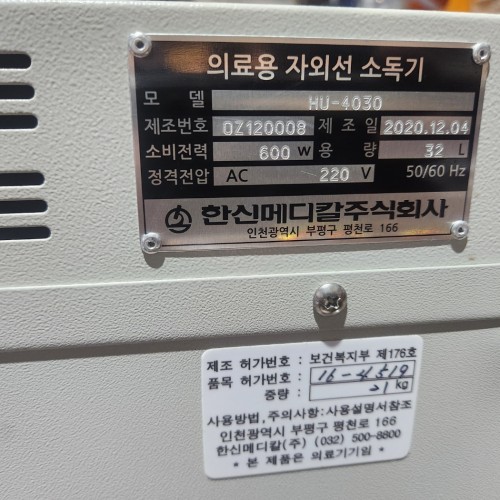 의료용 자외선 소독기
모 델 HU-4030
제조번호 OZ120008 제 조 일 2020.12.04
소비전력 600 W 용 량 32 L
정격전압 AC 220 V 50/60 Hz
한신메디칼주식회사
인천광역시 부평구 평천로 166
제조 허가번호 : 보건복지부 제176호
품목 허가번호 : 16-4519
중량 : 21 kg
사용방법,주의사항:사용설명서참조
인천광역시 부평구 평천로 166
한신메디칼(주) (032) 500-8800
* 본 제품은 의료기기임 *